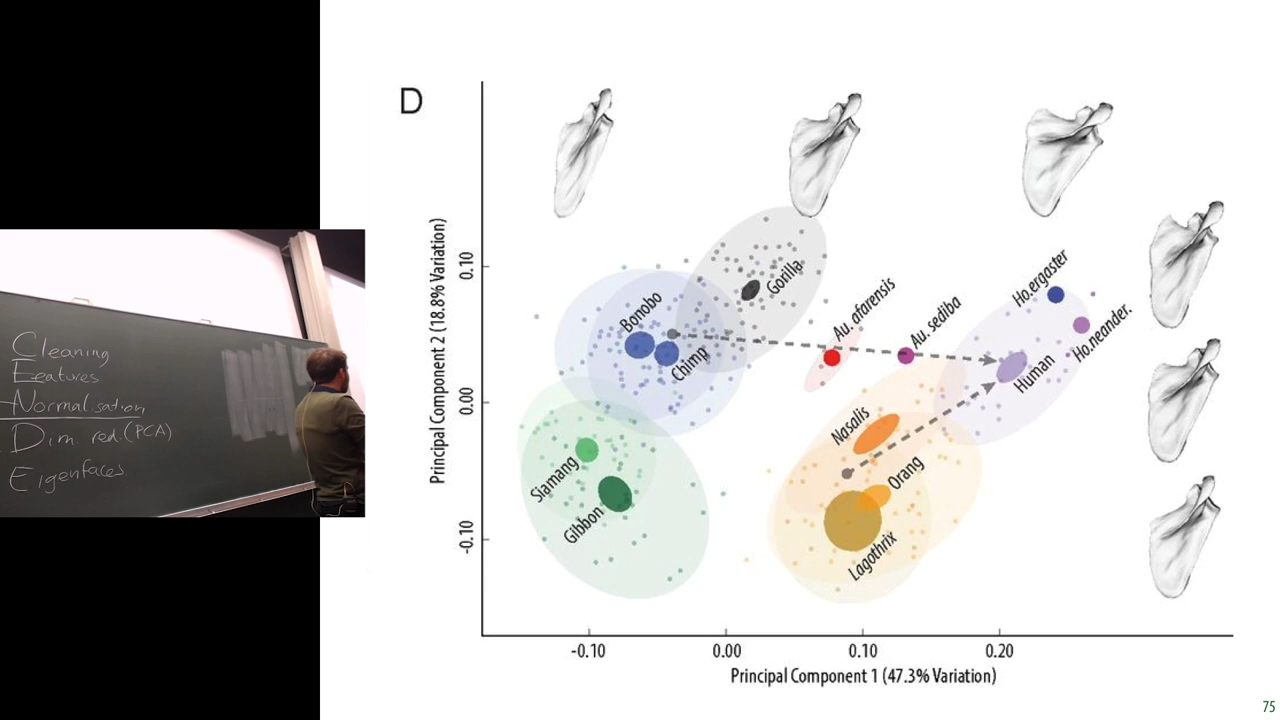 Cleaning
Features
Normalisation
Dim. red. (PCA)
Eigenfaces
D
Principal Component 2 (18.8% Variation)
0.10
0.00
-0.10
Bonobo
Chimp
Gorilla
Au. afarensis
Au. sediba
Ho.ergaster
Ho.neander.
Human
Nasalis
Orang
Lagothrix
Siamang
Gibbon
-0.10
0.00
0.10
0.20
Principal Component 1 (47.3% Variation)
75